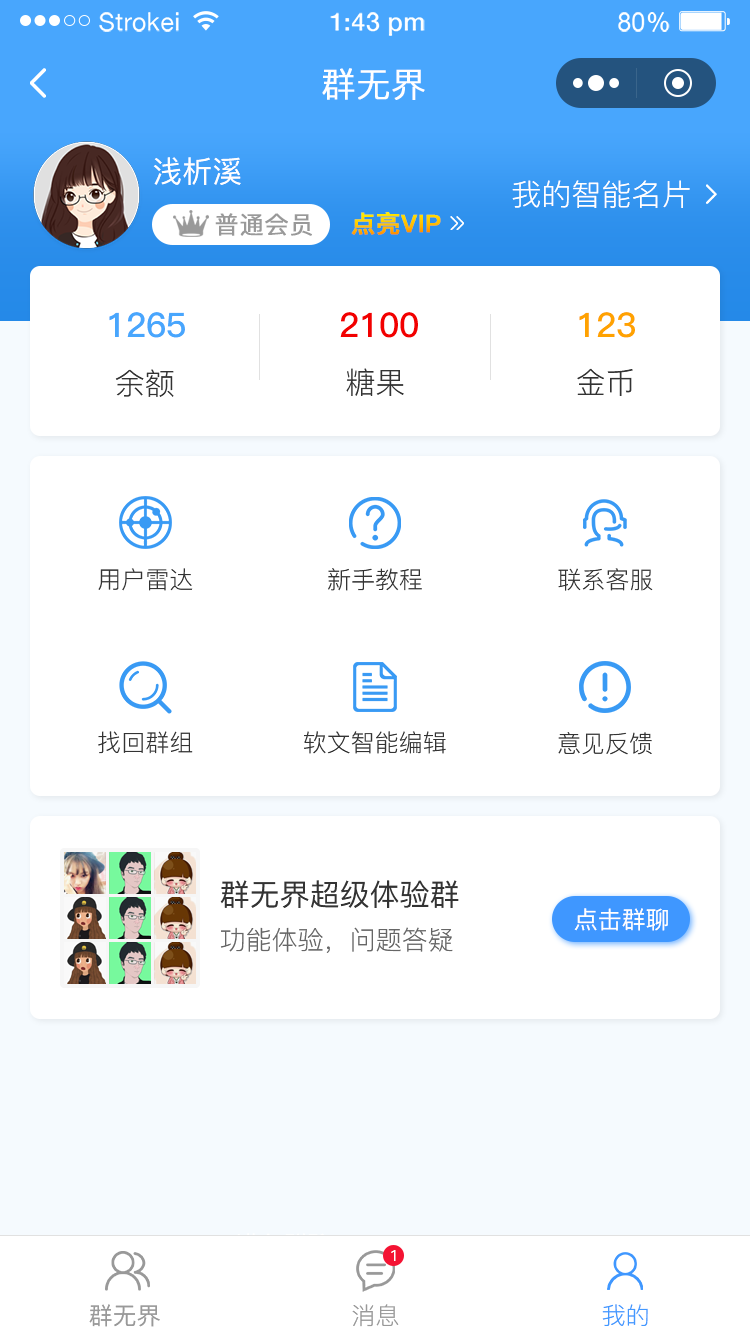 Strokei 1:43 pm 80%
群无界
浅析溪
普通会员 点亮VIP
我的智能名片
1265 2100 123
余额 糖果 金币
用户雷达 新手教程 联系客服
找回群组 软文智能编辑 意见反馈
群无界超级体验群
功能体验，问题答疑
点击群聊
1
群无界 消息 我的